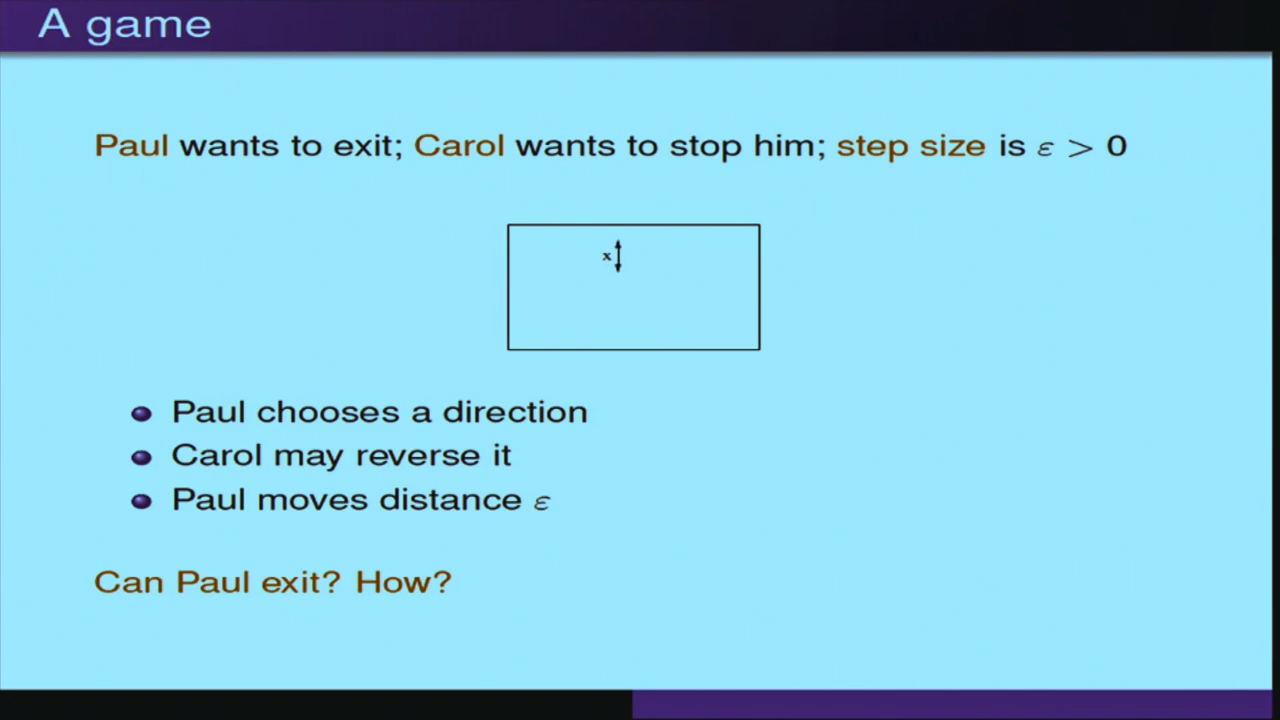 A game
Paul wants to exit; Carol wants to stop him; step size is ε > 0
x
Paul chooses a direction
Carol may reverse it
Paul moves distance ε
Can Paul exit? How?